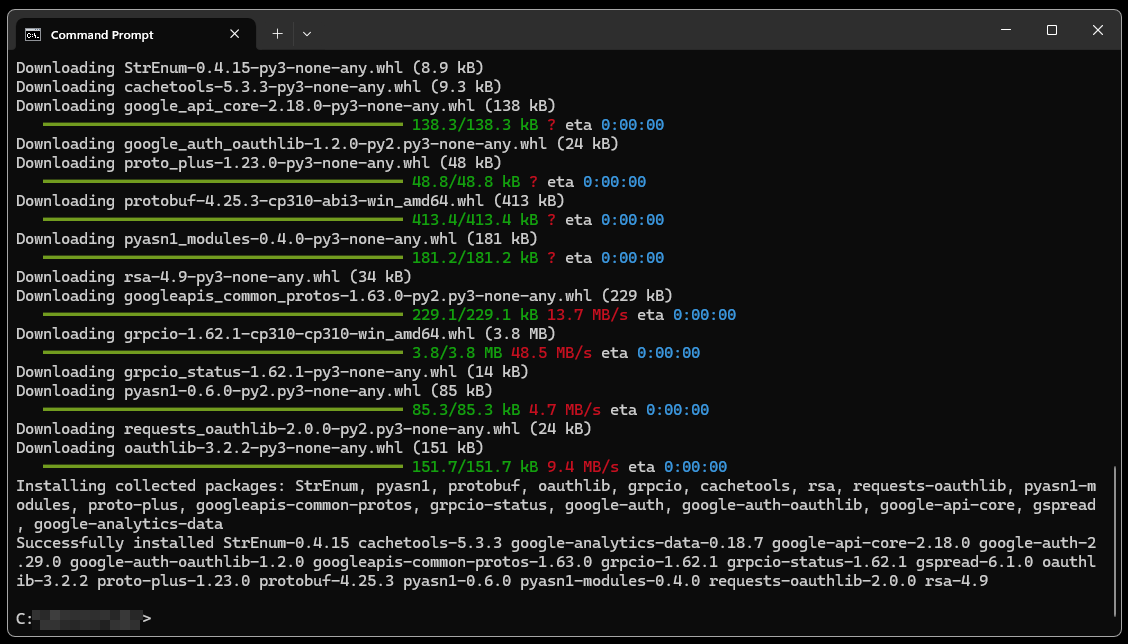 Command Prompt
Downloading StrEnum-0.4.15-py3-none-any.whl (8.9 kB)
Downloading cachetools-5.3.3-py3-none-any.whl (9.3 kB)
Downloading google_api_core-2.18.0-py3-none-any.whl (138 kB)
138.3/138.3 kB ? eta 0:00:00
Downloading google_auth_oauthlib-1.2.0-py2.py3-none-any.whl (24 kB)
Downloading proto_plus-1.23.0-py3-none-any.whl (48 kB)
48.8/48.8 kB ? eta 0:00:00
Downloading protobuf-4.25.3-cp310-abi3-win_amd64.whl (413 kB)
413.4/413.4 kB ? eta 0:00:00
Downloading pyasn1_modules-0.4.0-py3-none-any.whl (181 kB)
181.2/181.2 kB ? eta 0:00:00
Downloading rsa-4.9-py3-none-any.whl (34 kB)
Downloading googleapis_common_protos-1.63.0-py2.py3-none-any.whl (229 kB)
229.1/229.1 kB 13.7 MB/s eta 0:00:00
Downloading grpcio-1.62.1-cp310-cp310-win_amd64.whl (3.8 MB)
3.8/3.8 MB 48.5 MB/s eta 0:00:00
Downloading grpcio_status-1.62.1-py3-none-any.whl (14 kB)
Downloading pyasn1-0.6.0-py2.py3-none-any.whl (85 kB)
85.3/85.3 kB 4.7 MB/s eta 0:00:00
Downloading requests_oauthlib-2.0.0-py2.py3-none-any.whl (24 kB)
Downloading oauthlib-3.2.2-py3-none-any.whl (151 kB)
151.7/151.7 kB 9.4 MB/s eta 0:00:00
Installing collected packages: StrEnum, pyasn1, protobuf, oauthlib, grpcio, cachetools, rsa, requests-oauthlib, pyasn1-m
odules, proto-plus, googleapis-common-protos, grpcio-status, google-auth, google-auth-oauthlib, google-api-core, gspread
, google-analytics-data
Successfully installed StrEnum-0.4.15 cachetools-5.3.3 google-analytics-data-0.18.7 google-api-core-2.18.0 google-auth-2
.29.0 google-auth-oauthlib-1.2.0 googleapis-common-protos-1.63.0 grpcio-1.62.1 grpcio-status-1.62.1 gspread-6.1.0 oauthl
ib-3.2.2 proto-plus-1.23.0 protobuf-4.25.3 pyasn1-0.6.0 pyasn1-modules-0.4.0 requests-oauthlib-2.0.0 rsa-4.9
C: >